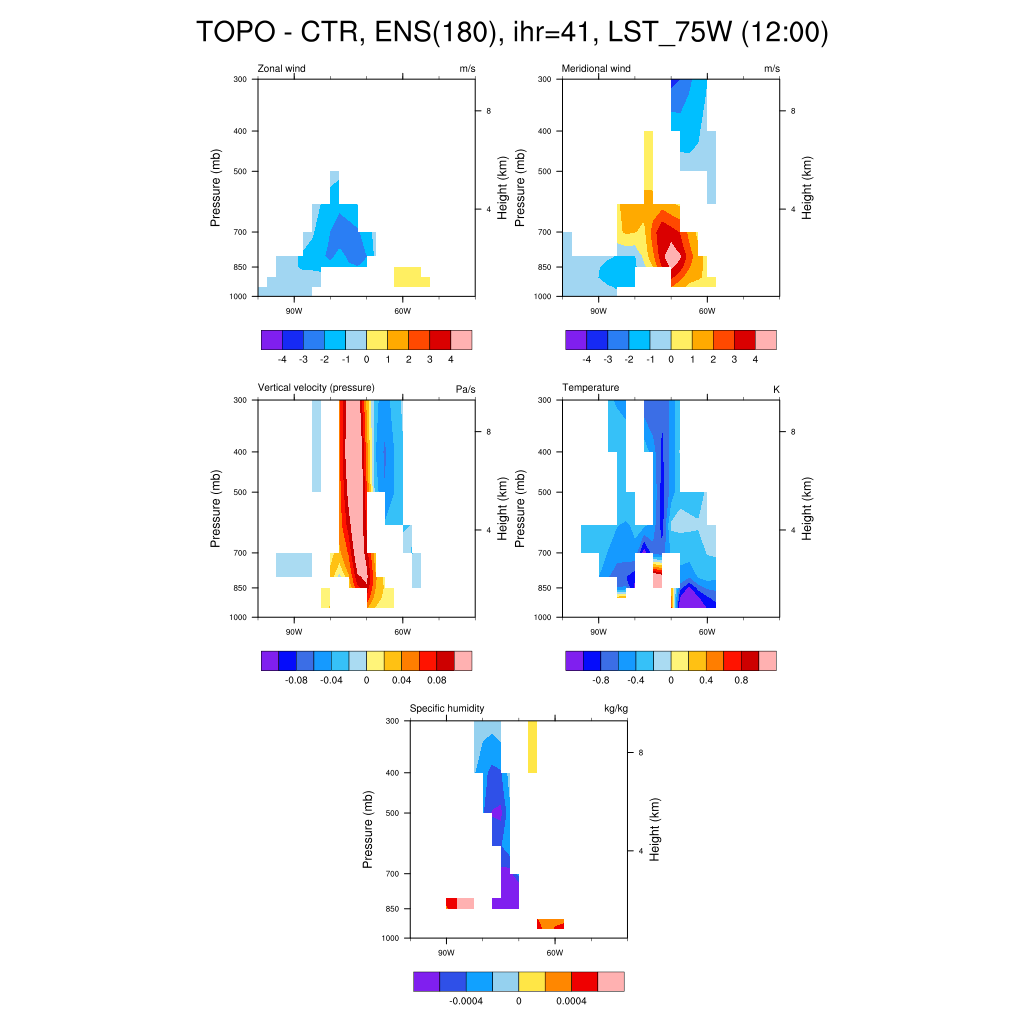 TOPO - CTR, ENS(180), ihr=41, LST_75W (12:00)
Zonal wind m/s
Pressure (mb)
300
400
500
700
850
1000
8
4
Height (km)
90W 60W
-4 -3 -2 -1 0 1 2 3 4
Meridional wind m/s
Pressure (mb)
300
400
500
700
850
1000
8
4
Height (km)
90W 60W
-4 -3 -2 -1 0 1 2 3 4
Vertical velocity (pressure) Pa/s
Pressure (mb)
300
400
500
700
850
1000
8
4
Height (km)
90W 60W
-0.08 -0.04 0 0.04 0.08
Temperature K
Pressure (mb)
300
400
500
700
850
1000
8
4
Height (km)
90W 60W
-0.8 -0.4 0 0.4 0.8
Specific humidity kg/kg
Pressure (mb)
300
400
500
700
850
1000
8
4
Height (km)
90W 60W
-0.0004 0 0.0004